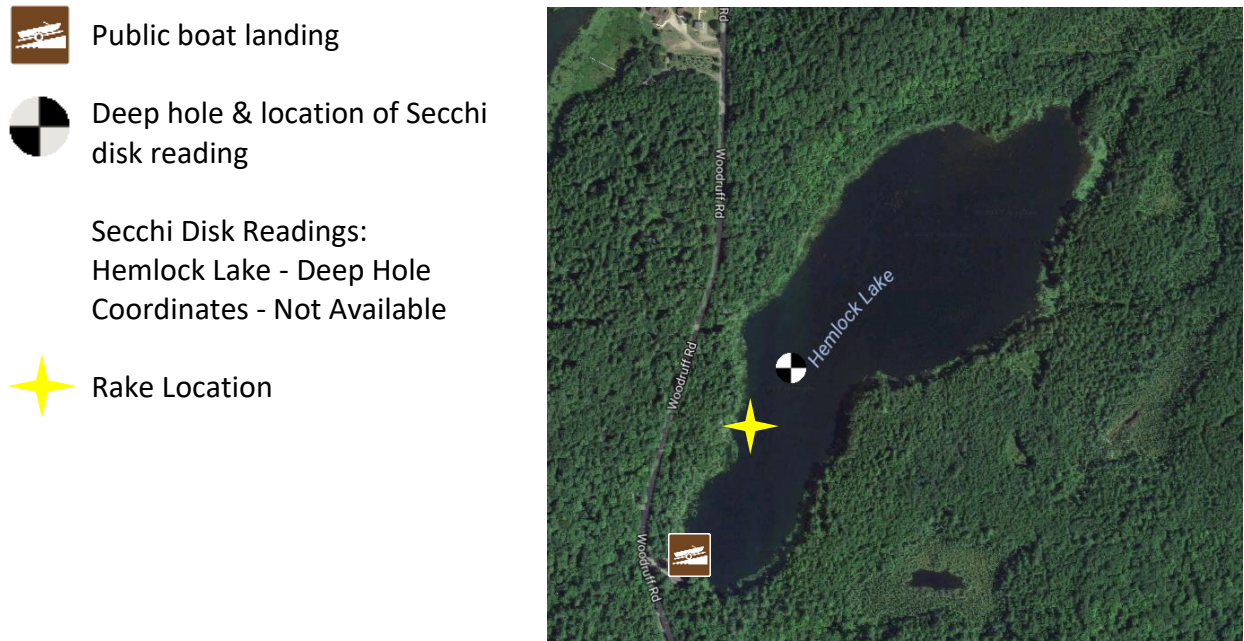 Public boat landing
Deep hole & location of Secchi
disk reading
Secchi Disk Readings:
Hemlock Lake - Deep Hole
Coordinates - Not Available
Rake Location
Rd
Woodruff Rd
Hemlock Lake
Woodruff Rd
Woodruff Rd